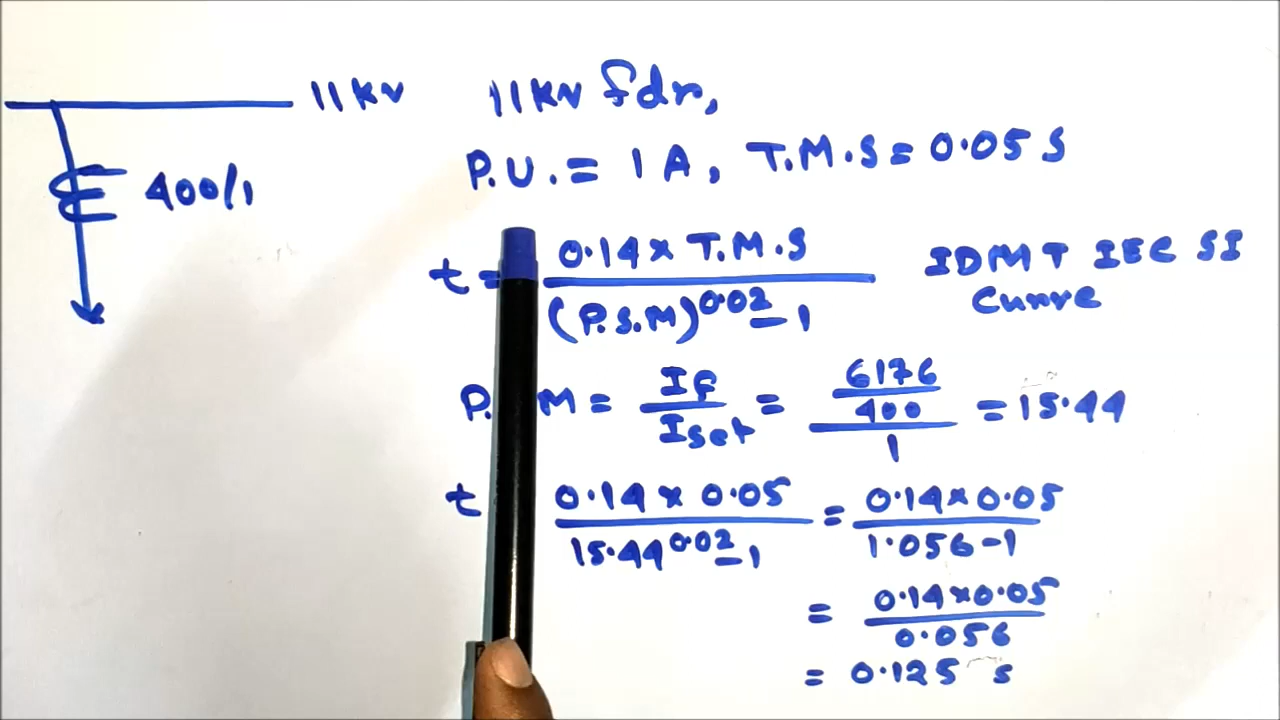 11KV 11KV fdr,
400/1 P.U. = 1 A, T.M.S = 0.05 S
t = 0.14 x T.M.S / (P.S.M)^0.02 - 1 IDMT IEC SI Curve
P. M = If / Iset = 6176 / 400 / 1 = 15.44
t 0.14 x 0.05 / 15.44^0.02 - 1 = 0.14 x 0.05 / 1.056 - 1
= 0.14 x 0.05 / 0.056
= 0.125 s